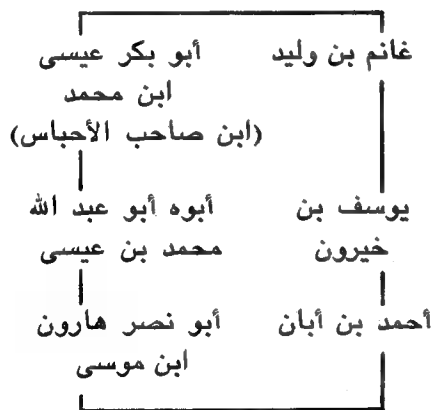 غانم بن وليد
أبو بكر عيسى
ابن محمد
(ابن صاحب الأحباس)
يوسف بن
خيرون
أبوه أبو عبد الله
محمد بن عيسى
أحمد بن أبان
أبو نصر هارون
ابن موسى